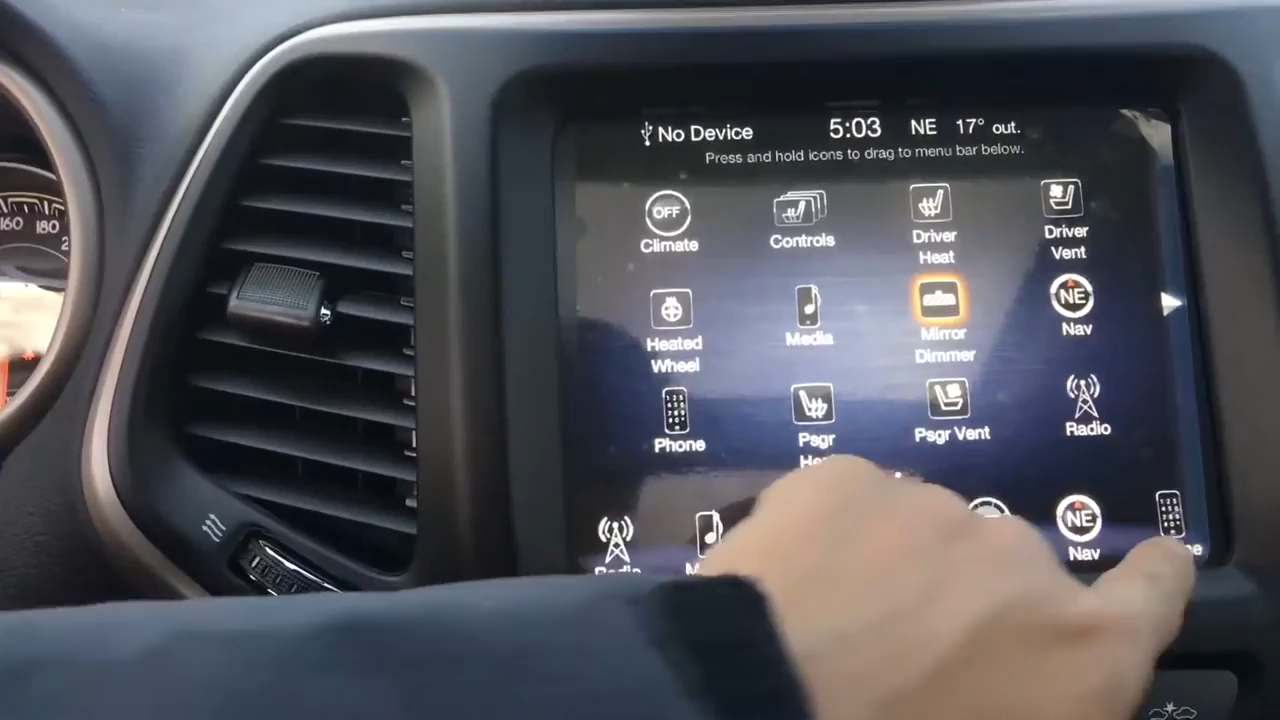 No Device 5:03 NE 17° out.
Press and hold icons to drag to menu bar below.
OFF
Climate
Controls
Driver
Heat
Driver
Vent
Heated
Wheel
Media
Mirror
Dimmer
NE
Nav
Phone
Psgr
Psgr Vent
Radio
Radio
NE
Nav
160 180